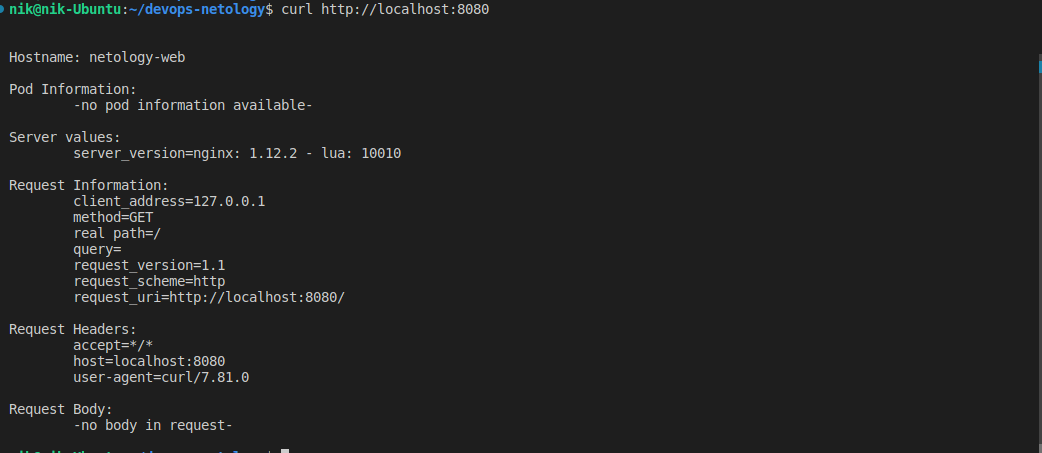 nik@nik-Ubuntu:~/devops-netology$ curl http://localhost:8080
Hostname: netology-web
Pod Information:
-no pod information available-
Server values:
server_version=nginx: 1.12.2 - lua: 10010
Request Information:
client_address=127.0.0.1
method=GET
real path=/
query=
request_version=1.1
request_scheme=http
request_uri=http://localhost:8080/
Request Headers:
accept=*/*
host=localhost:8080
user-agent=curl/7.81.0
Request Body:
-no body in request-